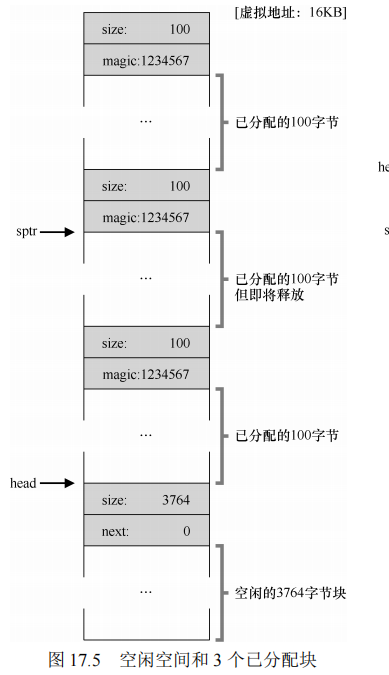 [虚拟地址：16KB]
size: 100
magic:1234567
...
已分配的100字节
he
size: 100
magic:1234567
sptr
s
...
已分配的100字节
但即将释放
size: 100
magic:1234567
...
已分配的100字节
head
size: 3764
next: 0
...
空闲的3764字节块
图 17.5 空闲空间和 3 个已分配块